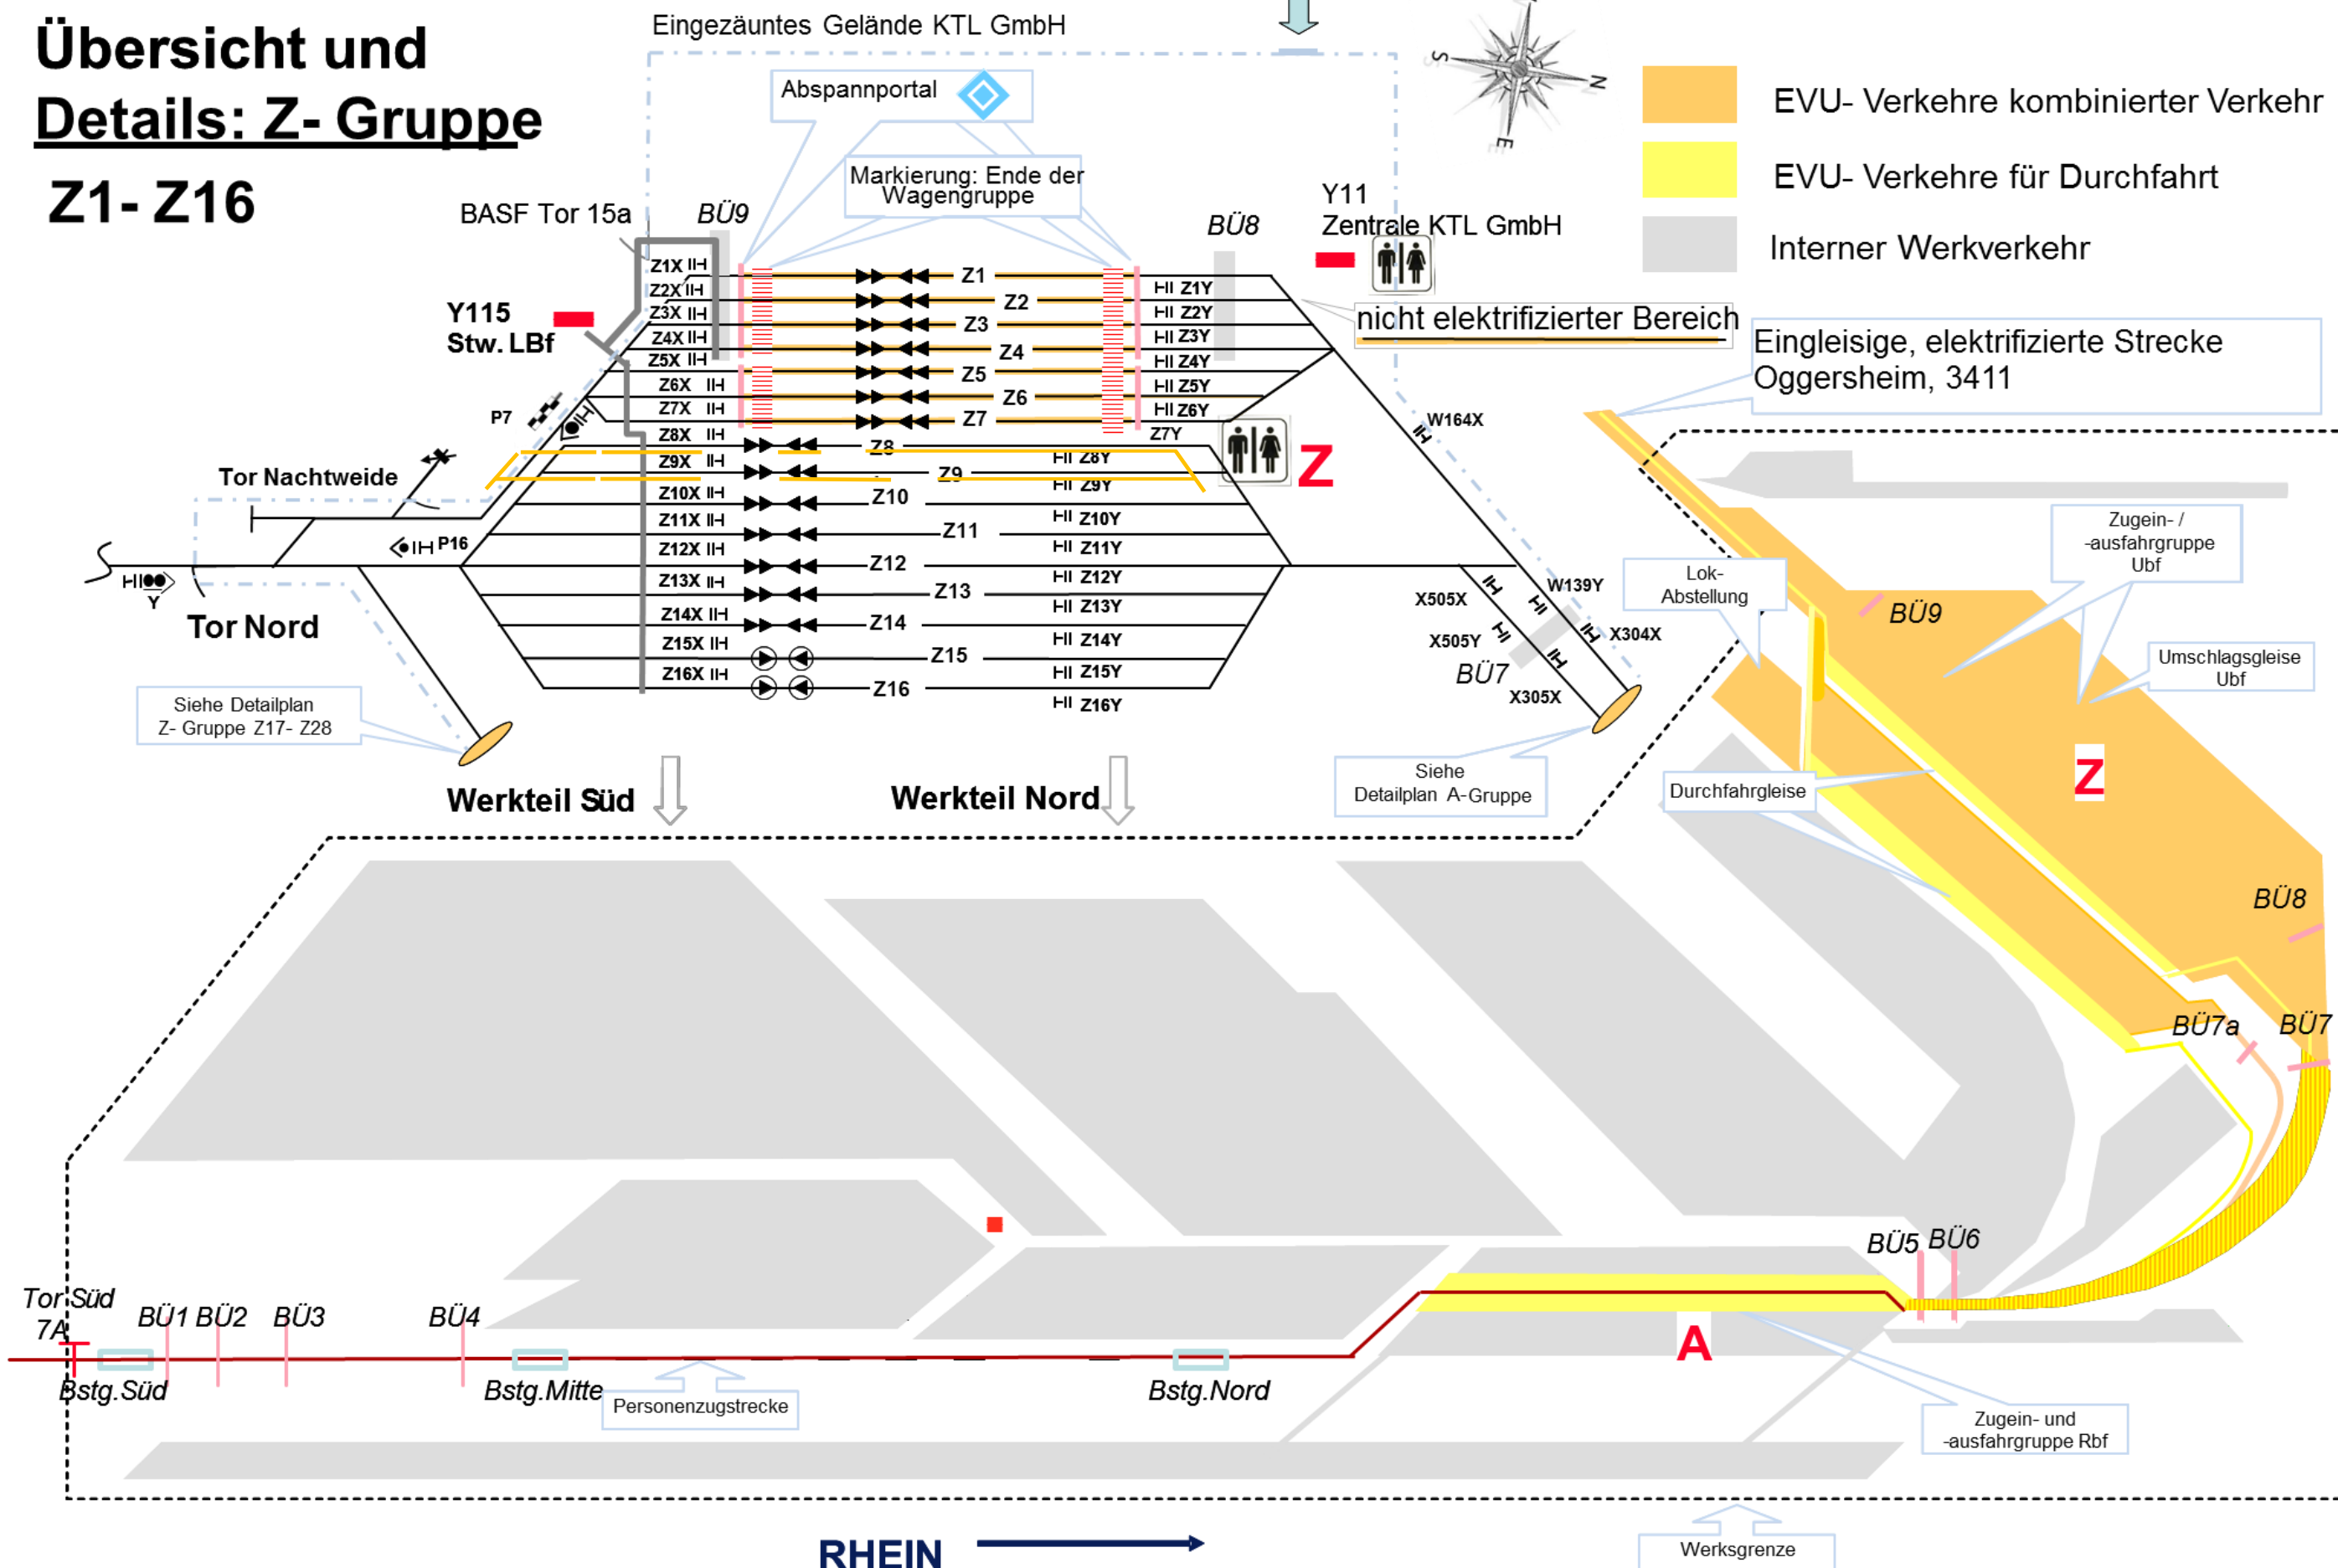 Übersicht und
Details: Z- Gruppe
Z1- Z16
Eingezäuntes Gelände KTL GmbH
Abspannportal
Markierung: Ende der
Wagengruppe
S
N
E
EVU- Verkehre kombinierter Verkehr
EVU- Verkehre für Durchfahrt
Interner Werkverkehr
BASF Tor 15a
BÜ9
BÜ8
Y11
Zentrale KTL GmbH
nicht elektrifizierter Bereich
Eingleisige, elektrifizierte Strecke
Oggersheim, 3411
Y115
Stw. LBf
P7
Tor Nachtweide
P16
Y
Tor Nord
Z1X
Z2X
Z3X
Z4X
Z5X
Z6X
Z7X
Z8X
Z9X
Z10X
Z11X
Z12X
Z13X
Z14X
Z15X
Z16X
Z1
Z2
Z3
Z4
Z5
Z6
Z7
Z8
Z9
Z10
Z11
Z12
Z13
Z14
Z15
Z16
Z1Y
Z2Y
Z3Y
Z4Y
Z5Y
Z6Y
Z7Y
Z8Y
Z9Y
Z10Y
Z11Y
Z12Y
Z13Y
Z14Y
Z15Y
Z16Y
Z
W164X
W139Y
X505X
X505Y
X304X
BÜ7
X305X
Siehe Detailplan
Z- Gruppe Z17- Z28
Siehe
Detailplan A-Gruppe
Werkteil Süd
Werkteil Nord
Lok-
Abstellung
Zugein- /
-ausfahrgruppe
Ubf
BÜ9
Umschlagsgleise
Ubf
Z
Durchfahrgleise
BÜ8
BÜ7a
BÜ7
BÜ5
BÜ6
Tor Süd
7A
BÜ1
BÜ2
BÜ3
BÜ4
Bstg.Süd
Bstg.Mitte
Personenzugstrecke
Bstg.Nord
A
Zugein- und
-ausfahrgruppe Rbf
RHEIN
Werksgrenze